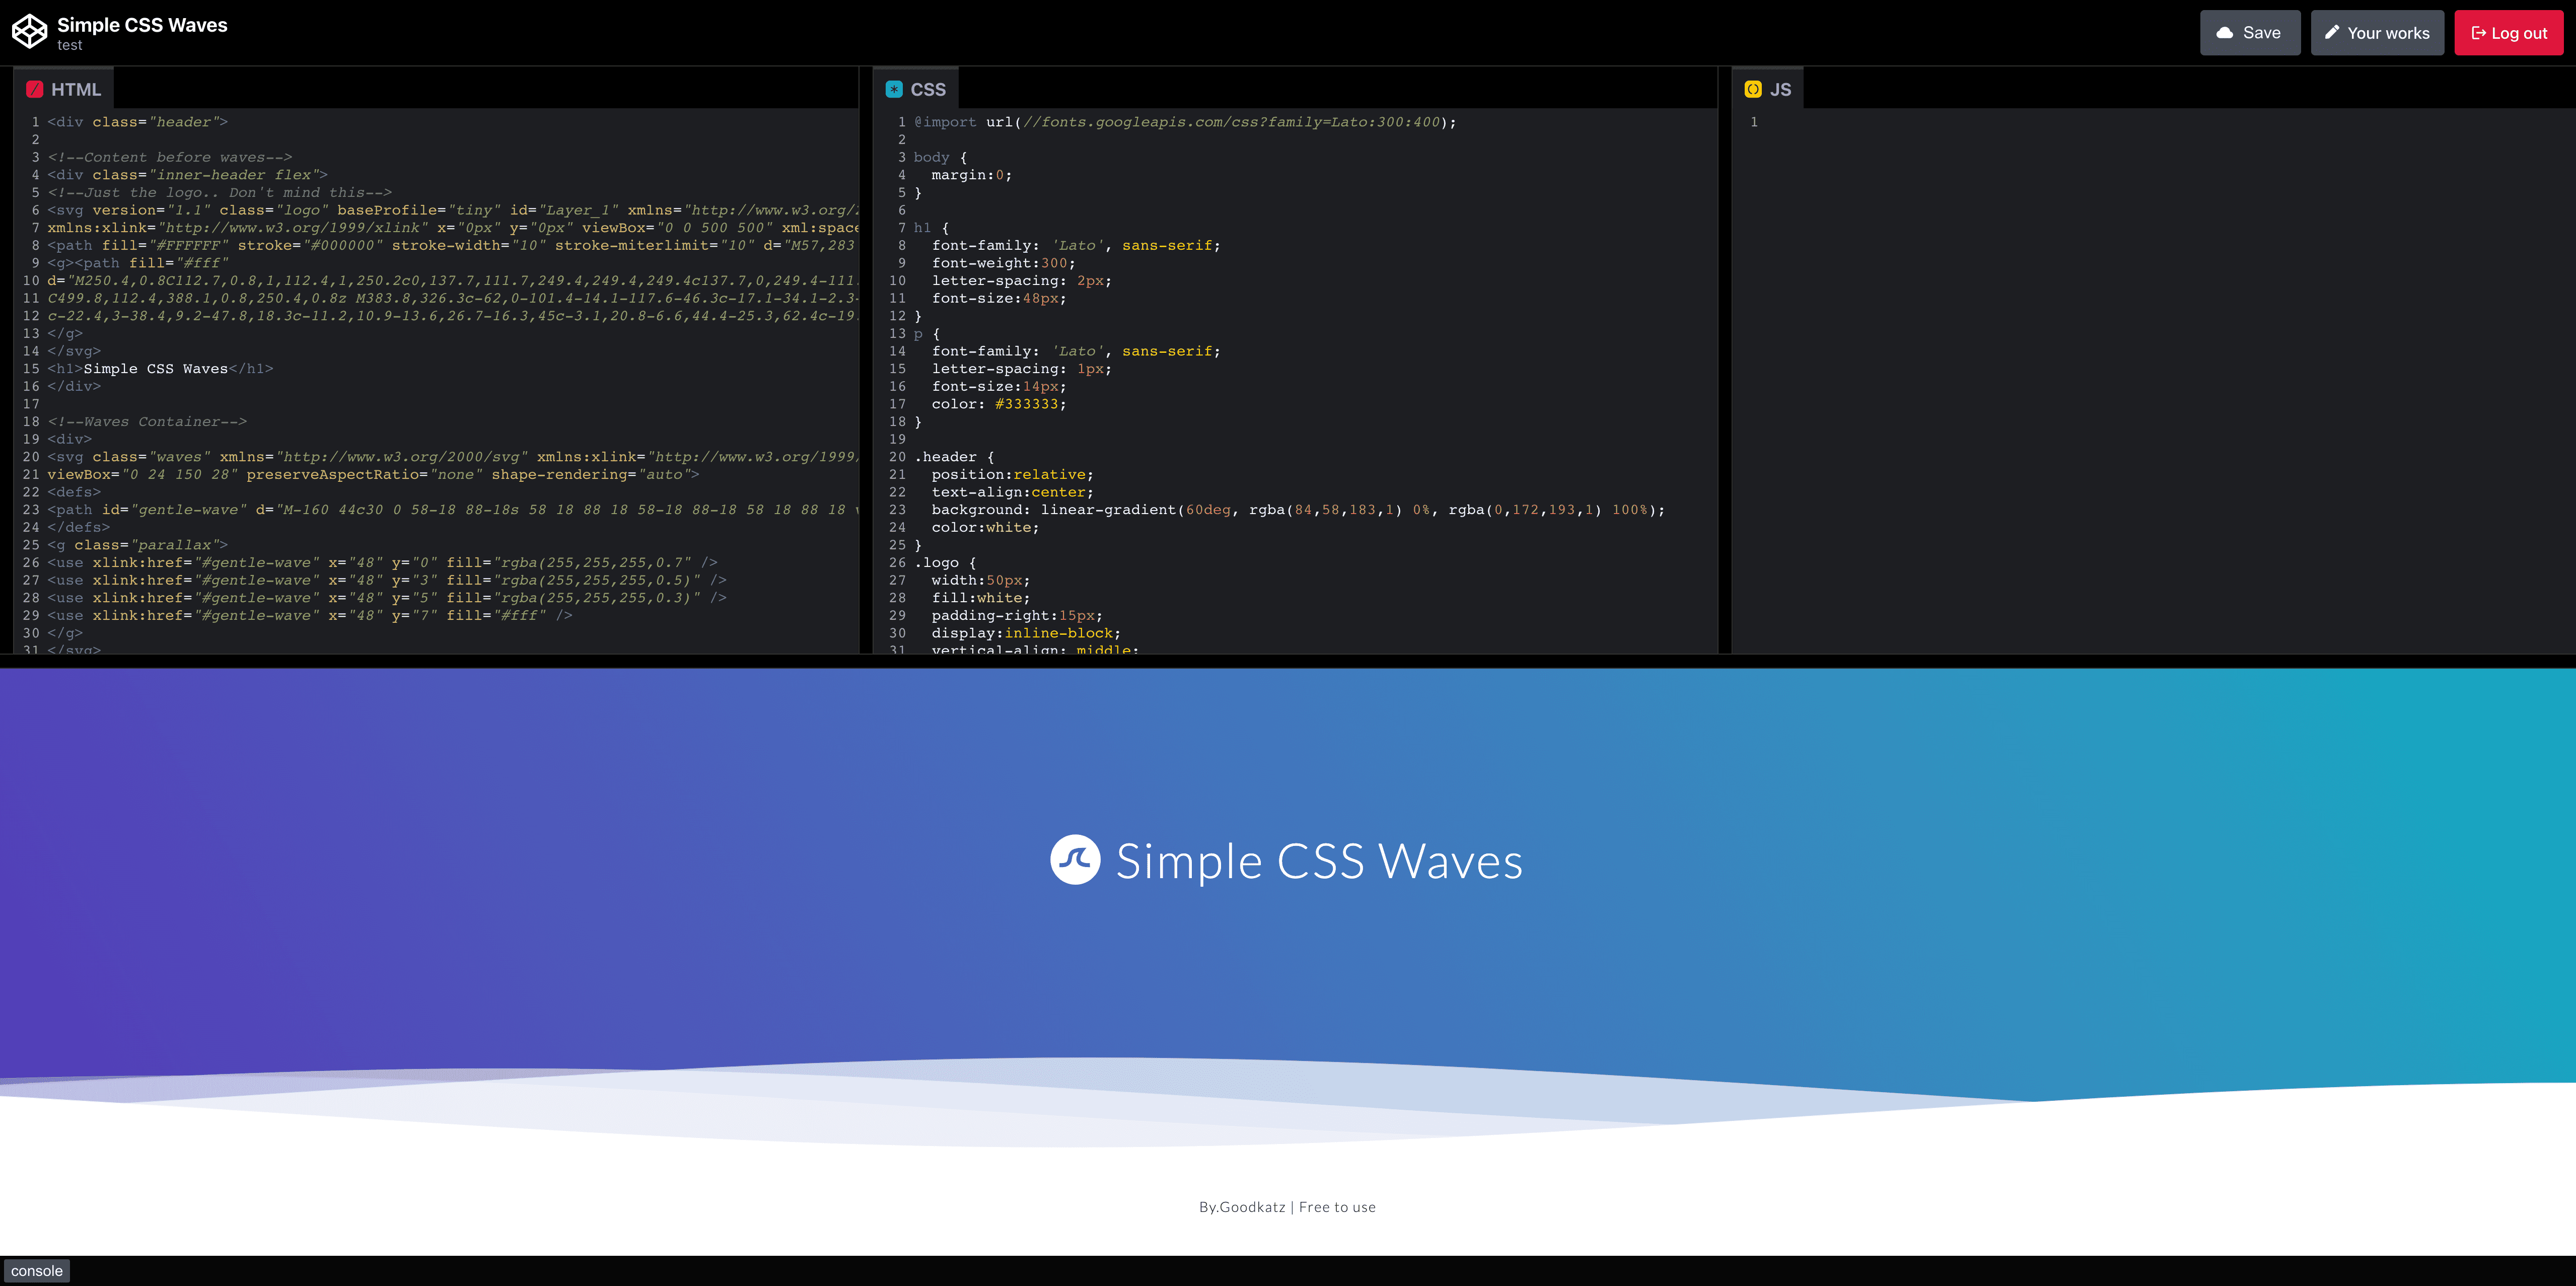 Simple CSS Waves
test
Save
Your works
Log out
HTML
1 <div class="header">
2
3 <!--Content before waves-->
4 <div class="inner-header flex">
5 <!--Just the logo.. Don't mind this-->
6 <svg version="1.1" class="logo" baseProfile="tiny" id="Layer_1" xmlns="http://www.w3.org/
7 xmlns:xlink="http://www.w3.org/1999/xlink" x="0px" y="0px" viewBox="0 0 500 500" xml:space
8 <path fill="#FFFFFF" stroke="#000000" stroke-width="10" stroke-miterlimit="10" d="M57,283
9 <g><path fill="#fff"
10 d="M250.4,0.8C112.7,0.8,1,112.4,1,250.2c0,137.7,111.7,249.4,249.4,249.4c137.7,0,249.4-111
11 C499.8,112.4,388.1,0.8,250.4,0.8z M383.8,326.3c-62,0-101.4-14.1-117.6-46.3c-17.1-34.1-2.3-
12 c-22.4,3-38.4,9.2-47.8,18.3c-11.2,10.9-13.6,26.7-16.3,45c-3.1,20.8-6.6,44.4-25.3,62.4c-19
13 </g>
14 </svg>
15 <h1>Simple CSS Waves</h1>
16 </div>
17
18 <!--Waves Container-->
19 <div>
20 <svg class="waves" xmlns="http://www.w3.org/2000/svg" xmlns:xlink="http://www.w3.org/1999/
21 viewBox="0 24 150 28" preserveAspectRatio="none" shape-rendering="auto">
22 <defs>
23 <path id="gentle-wave" d="M-160 44c30 0 58-18 88-18s 58 18 88 18 58-18 88-18 58 18 88 18 v
24 </defs>
25 <g class="parallax">
26 <use xlink:href="#gentle-wave" x="48" y="0" fill="rgba(255,255,255,0.7" />
27 <use xlink:href="#gentle-wave" x="48" y="3" fill="rgba(255,255,255,0.5)" />
28 <use xlink:href="#gentle-wave" x="48" y="5" fill="rgba(255,255,255,0.3)" />
29 <use xlink:href="#gentle-wave" x="48" y="7" fill="#fff" />
30 </g>
31 </svg>
CSS
1 @import url(//fonts.googleapis.com/css?family=Lato:300:400);
2
3 body {
4 margin:0;
5 }
6
7 h1 {
8 font-family: 'Lato', sans-serif;
9 font-weight:300;
10 letter-spacing: 2px;
11 font-size:48px;
12 }
13 p {
14 font-family: 'Lato', sans-serif;
15 letter-spacing: 1px;
16 font-size:14px;
17 color: #333333;
18 }
19
20 .header {
21 position:relative;
22 text-align:center;
23 background: linear-gradient(60deg, rgba(84,58,183,1) 0%, rgba(0,172,193,1) 100%);
24 color:white;
25 }
26 .logo {
27 width:50px;
28 fill:white;
29 padding-right:15px;
30 display:inline-block;
31 vertical-align: middle;
JS
1
Simple CSS Waves
By.Goodkatz | Free to use
console